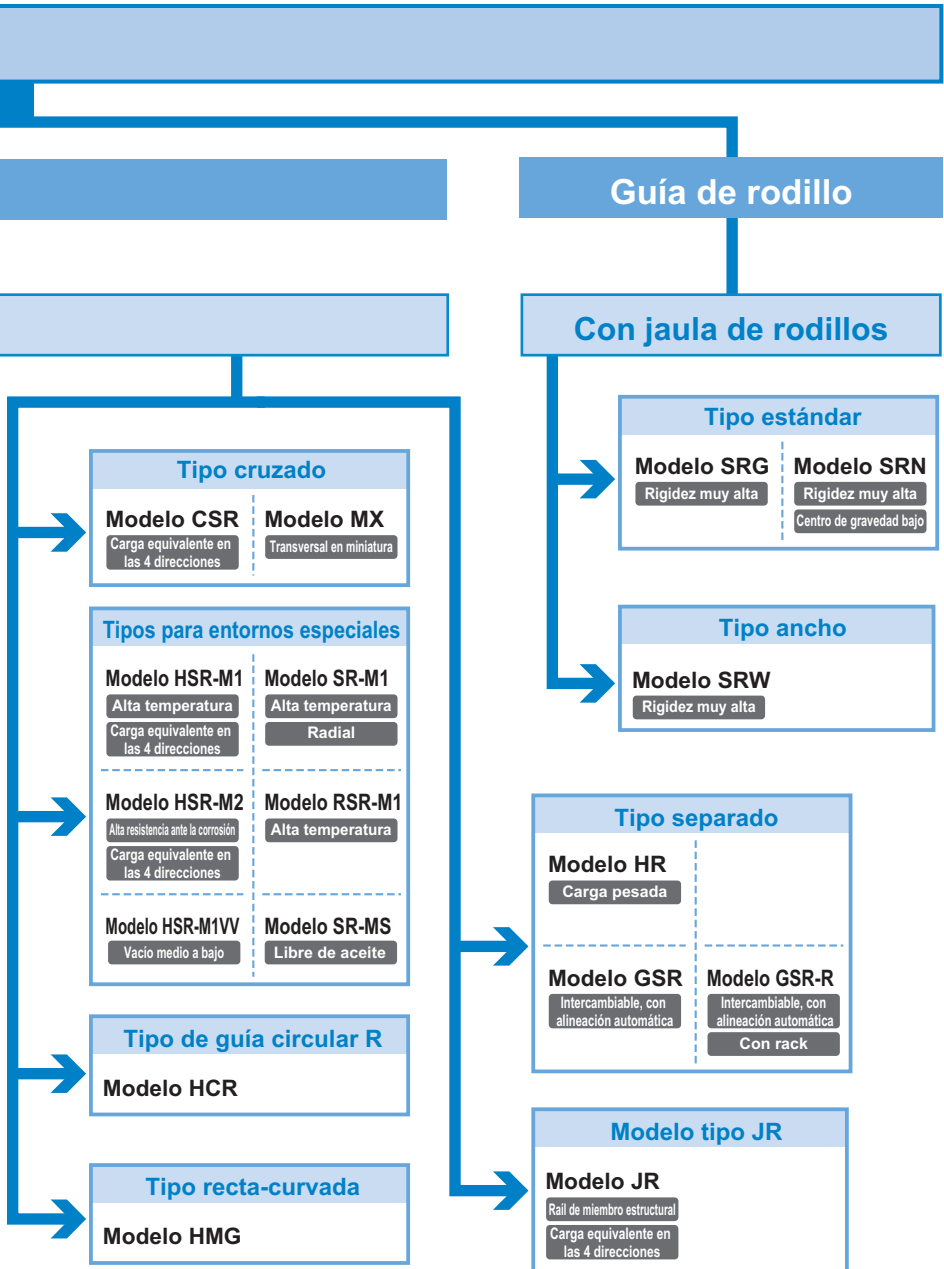 Guía de rodillo
Con jaula de rodillos
Tipo estándar
Modelo SRG
Rigidez muy alta
Modelo SRN
Rigidez muy alta
Centro de gravedad bajo
Tipo ancho
Modelo SRW
Rigidez muy alta
Tipo cruzado
Modelo CSR
Carga equivalente en
las 4 direcciones
Modelo MX
Transversal en miniatura
Tipos para entornos especiales
Modelo HSR-M1
Alta temperatura
Carga equivalente en
las 4 direcciones
Modelo SR-M1
Alta temperatura
Radial
Modelo HSR-M2
Alta resistencia ante la corrosión
Carga equivalente en
las 4 direcciones
Modelo RSR-M1
Alta temperatura
Modelo HSR-M1VV
Vacío medio a bajo
Modelo SR-MS
Libre de aceite
Tipo de guía circular R
Modelo HCR
Tipo recta-curvada
Modelo HMG
Tipo separado
Modelo HR
Carga pesada
Modelo GSR
Intercambiable, con
alineación automática
Modelo GSR-R
Intercambiable, con
alineación automática
Con rack
Modelo tipo JR
Modelo JR
Rail de miembro estructural
Carga equivalente en
las 4 direcciones